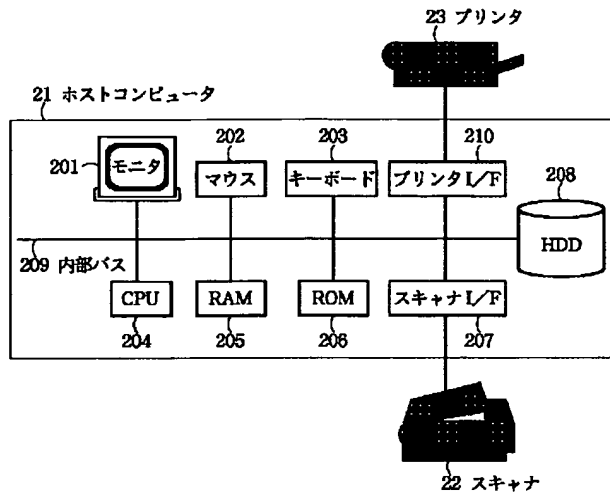 23 プリンタ
21 ホストコンピュータ
201
モニタ
202
マウス
203
キーボード
210
プリンタI/F
208
HDD
209 内部バス
CPU
204
RAM
205
ROM
206
スキャナI/F
207
22 スキャナ